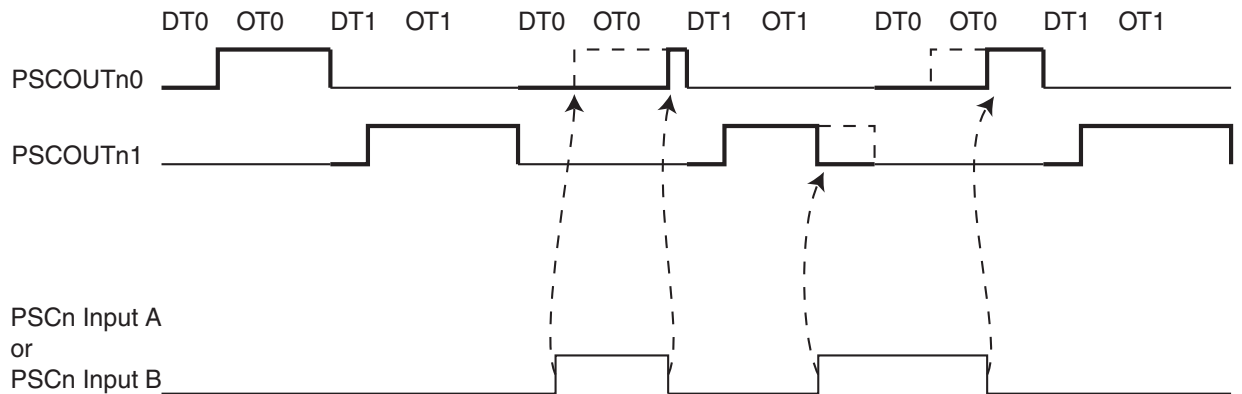 DT0 OT0 DT1 OT1 DT0 OT0 DT1 OT1 DT0 OT0 DT1 OT1
PSCOUTn0
PSCOUTn1
PSCn Input A
or
PSCn Input B